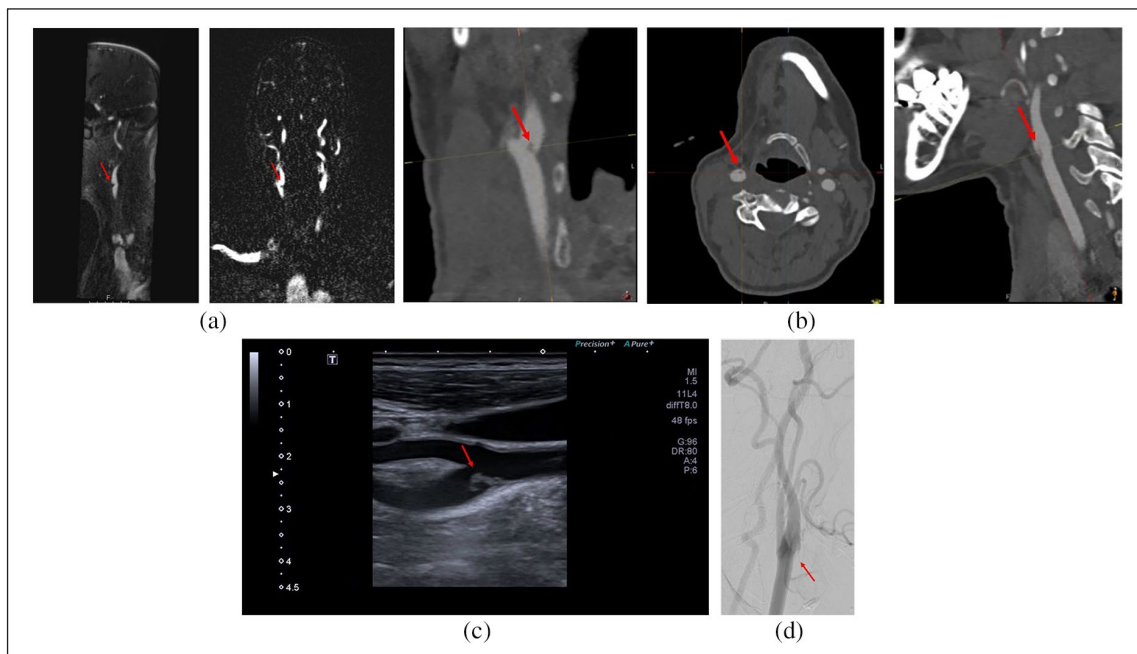 F
L
F
L
F
(a)
(b)
Precision+ A Pure+
T
0
1
2
3
4
4.5
MI
1.5
11L4
diffT8.0
48 fps
G:96
DR:80
A:4
P:6
(c)
(d)